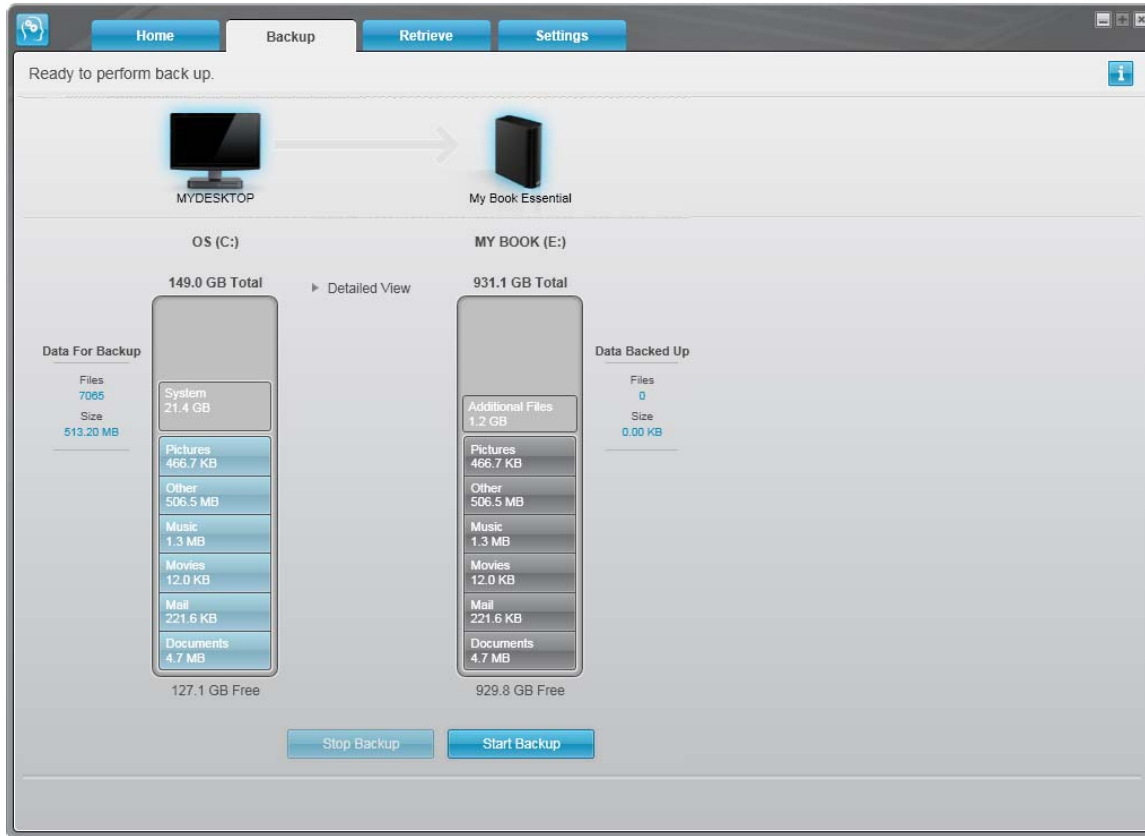 Home Backup Retrieve Settings
Ready to perform back up.
MYDESKTOP
My Book Essential
OS (C:)
MY BOOK (E:)
149.0 GB Total
Detailed View
931.1 GB Total
Data For Backup
Files
7065
Size
513.20 MB
System
21.4 GB
Pictures
466.7 KB
Other
506.5 MB
Music
1.3 MB
Movies
12.0 KB
Mail
221.6 KB
Documents
4.7 MB
127.1 GB Free
Additional Files
1.2 GB
Pictures
466.7 KB
Other
506.5 MB
Music
1.3 MB
Movies
12.0 KB
Mail
221.6 KB
Documents
4.7 MB
929.8 GB Free
Data Backed Up
Files
0
Size
0.00 KB
Stop Backup
Start Backup